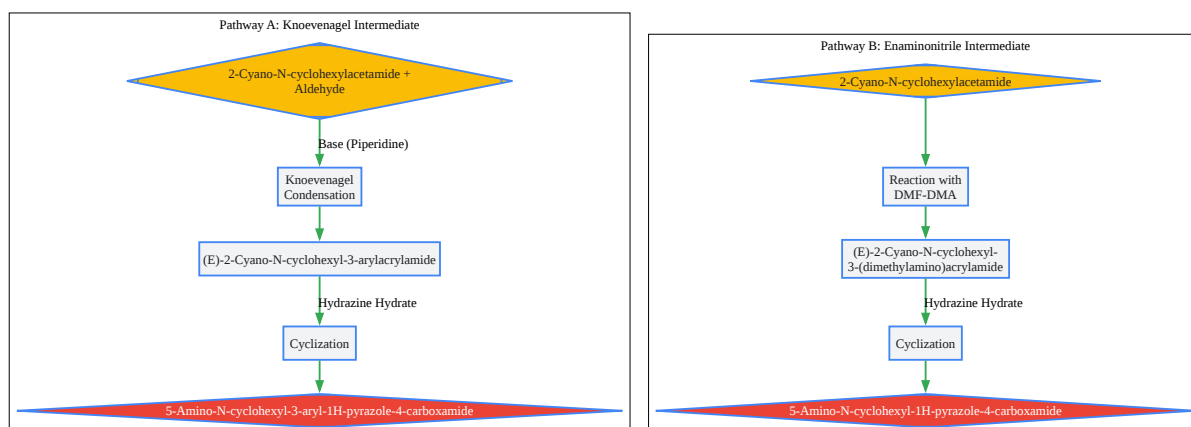 Pathway A: Knoevenagel Intermediate
2-Cyano-N-cyclohexylacetamide +
Aldehyde
Base (Piperidine)
Knoevenagel
Condensation
(E)-2-Cyano-N-cyclohexyl-3-arylacrylamide
Hydrazine Hydrate
Cyclization
5-Amino-N-cyclohexyl-3-aryl-1H-pyrazole-4-carboxamide
Pathway B: Enaminonitrile Intermediate
2-Cyano-N-cyclohexylacetamide
Reaction with
DMF-DMA
(E)-2-Cyano-N-cyclohexyl-
3-(dimethylamino)acrylamide
Hydrazine Hydrate
Cyclization
5-Amino-N-cyclohexyl-1H-pyrazole-4-carboxamide